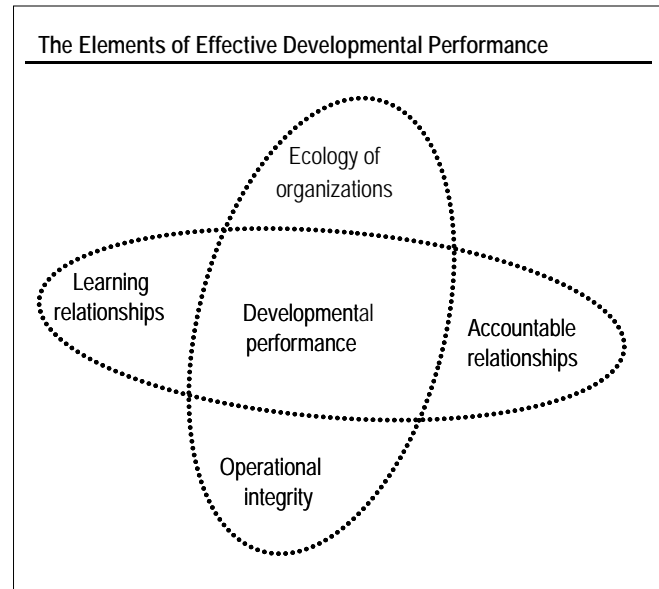 The Elements of Effective Developmental Performance
Ecology of
organizations
Learning
relationships
Developmental
performance
Accountable
relationships
Operational
integrity